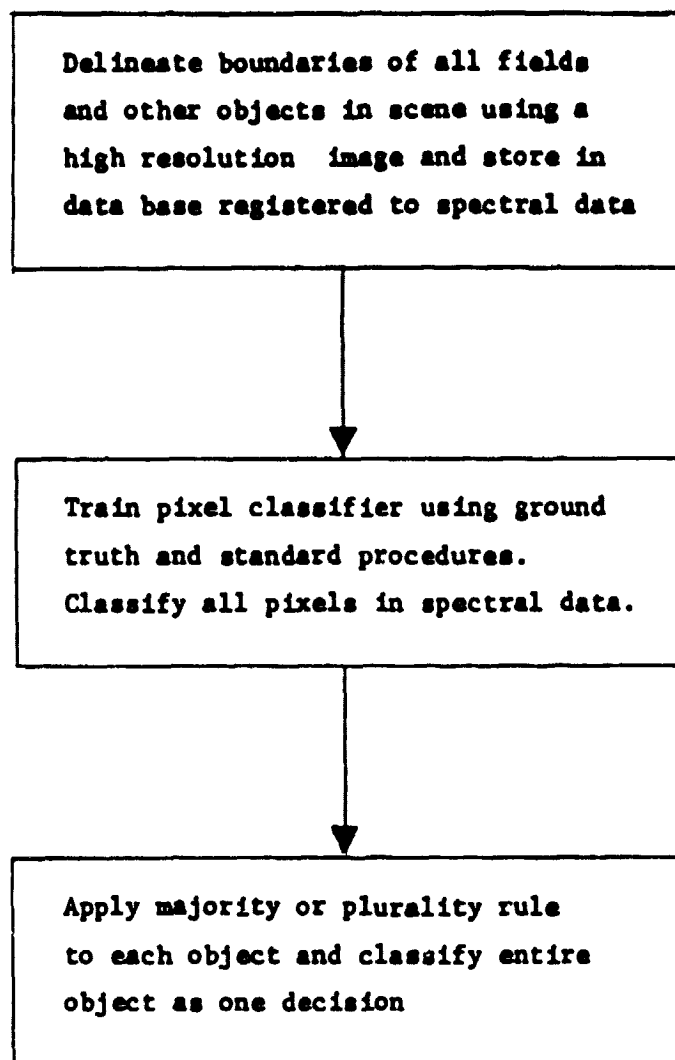 Delineate boundaries of all fields
and other objects in scene using a
high resolution image and store in
data base registered to spectral data
Train pixel classifier using ground
truth and standard procedures.
Classify all pixels in spectral data.
Apply majority or plurality rule
to each object and classify entire
object as one decision